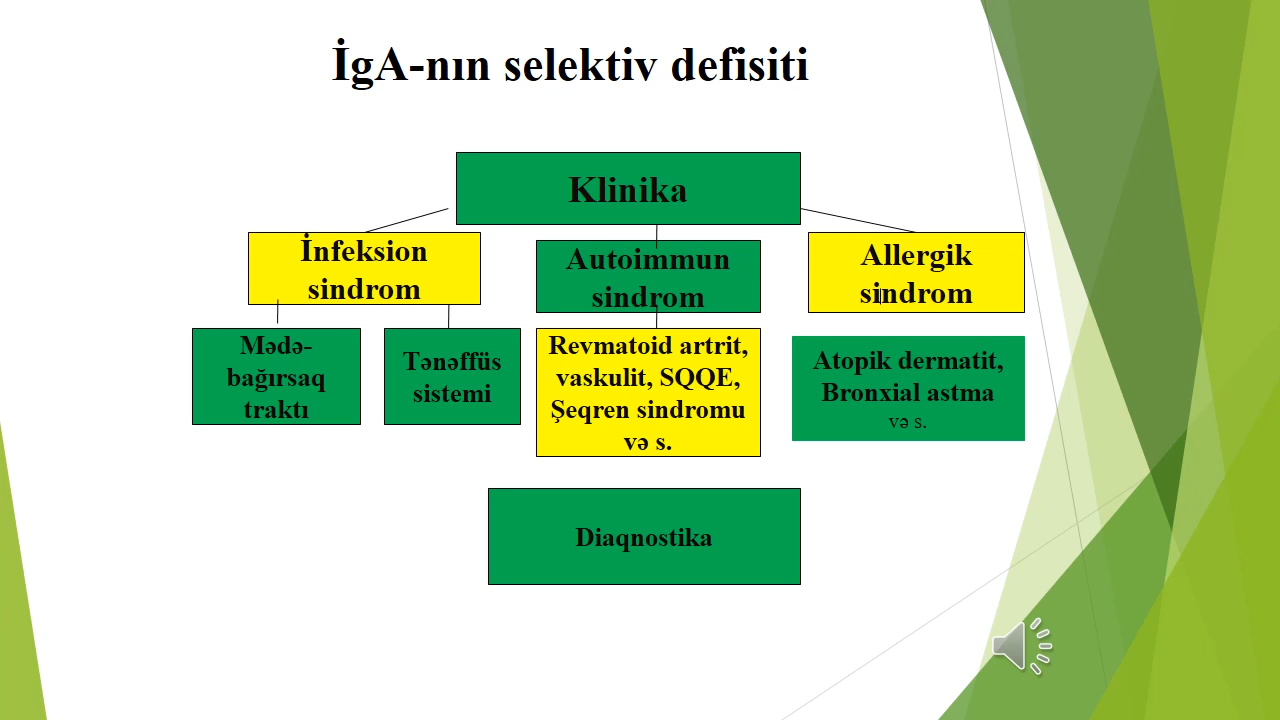 İgA-nın selektiv defisiti
Klinika
İnfeksion
sindrom
Autoimmun
sindrom
Allergik
sindrom
Mədə-
bağırsaq
traktı
Tənəffüs
sistemi
Revmatoid artrit,
vaskulit, SQQE,
Şeqren sindromu
və s.
Atopik dermatit,
Bronxial astma
və s.
Diaqnostika